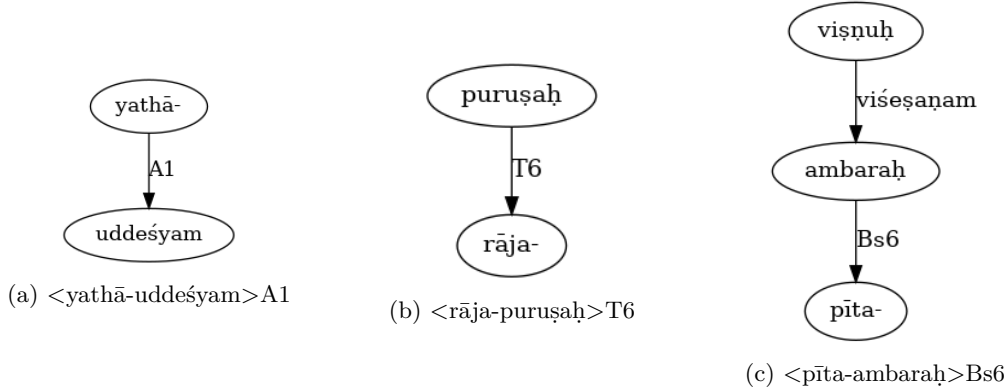 yathā-
A1
uddeśyam
(a) <yathā-uddeśyam>A1
puruṣaḥ
T6
rāja-
(b) <rāja-puruṣaḥ>T6
viṣṇuḥ
viśeṣaṇam
ambaraḥ
Bs6
pīta-
(c) <pīta-ambaraḥ>Bs6